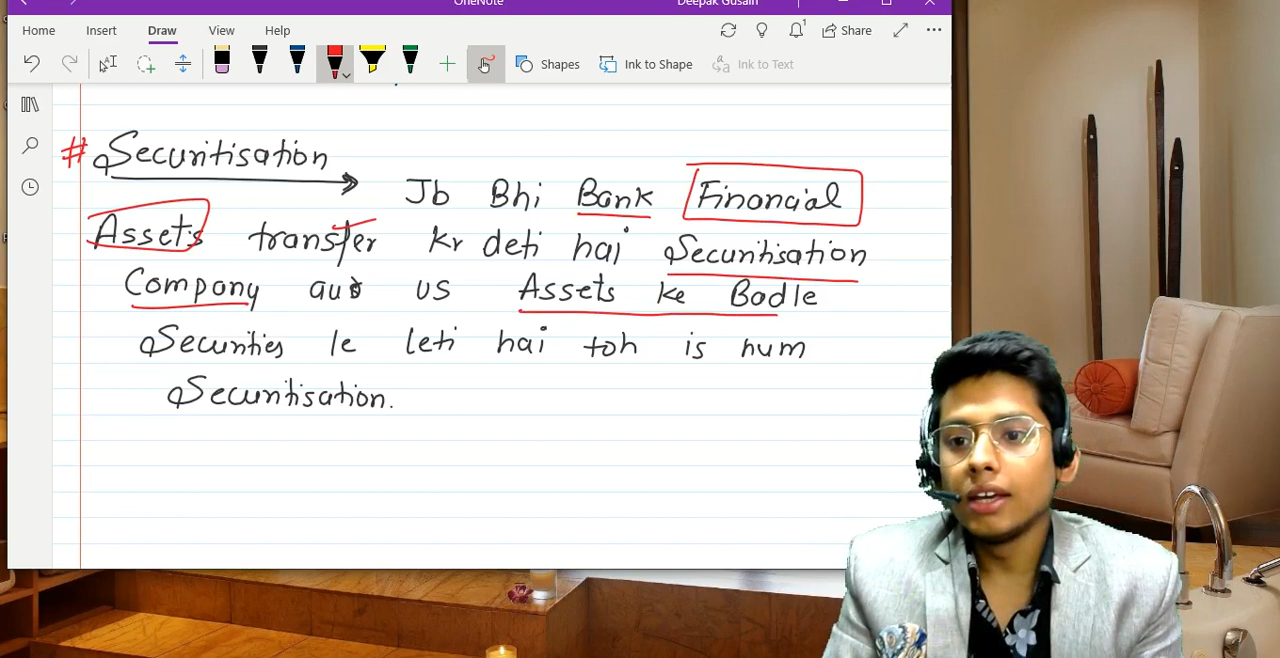 OneNote
Deepak Gusain
Home Insert Draw View Help Share
Shapes Ink to Shape Ink to Text
# Securitisation
Jb Bhi Bank Financial
Assets transfer kr deti hai Securitisation
Company aur us Assets ke Badle
Securities le leti hai toh is hum
Securitisation.